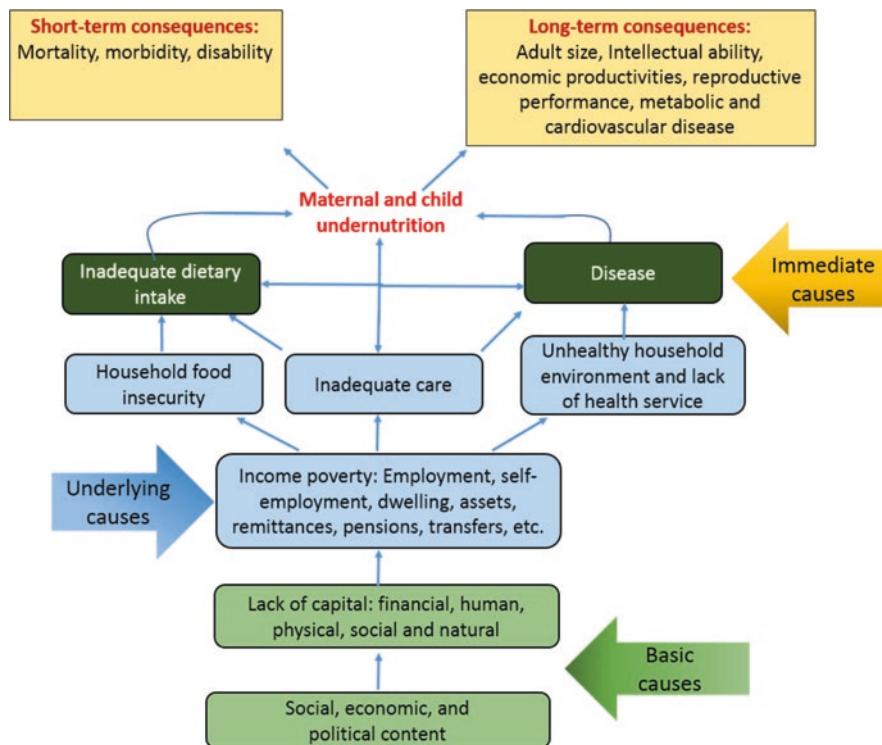 Short-term consequences:
Mortality, morbidity, disability
Long-term consequences:
Adult size, Intellectual ability,
economic productivities, reproductive
performance, metabolic and
cardiovascular disease
Maternal and child
undernutrition
Inadequate dietary
intake
Disease
Immediate
causes
Household food
insecurity
Inadequate care
Unhealthy household
environment and lack
of health service
Underlying
causes
Income poverty: Employment, self-
employment, dwelling, assets,
remittances, pensions, transfers, etc.
Lack of capital: financial, human,
physical, social and natural
Basic
causes
Social, economic, and
political content